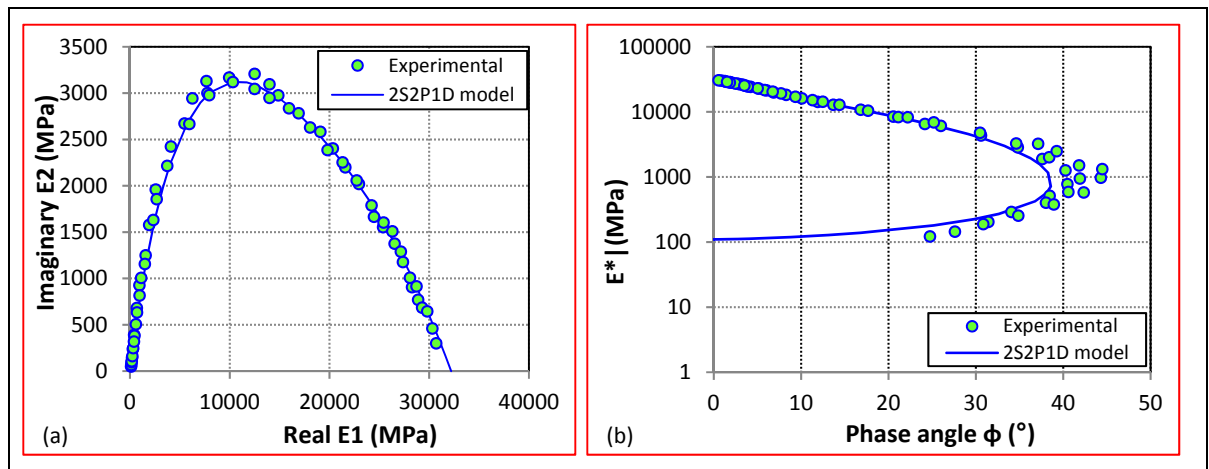 3500
3000
2500
2000
1500
1000
500
0
0 10000 20000 30000 40000
Imaginary E2 (MPa)
Real E1 (MPa)
Experimental
2S2P1D model
(a)
100000
10000
1000
100
10
1
0 10 20 30 40 50
E*|(MPa)
Phase angle ϕ (°)
Experimental
2S2P1D model
(b)